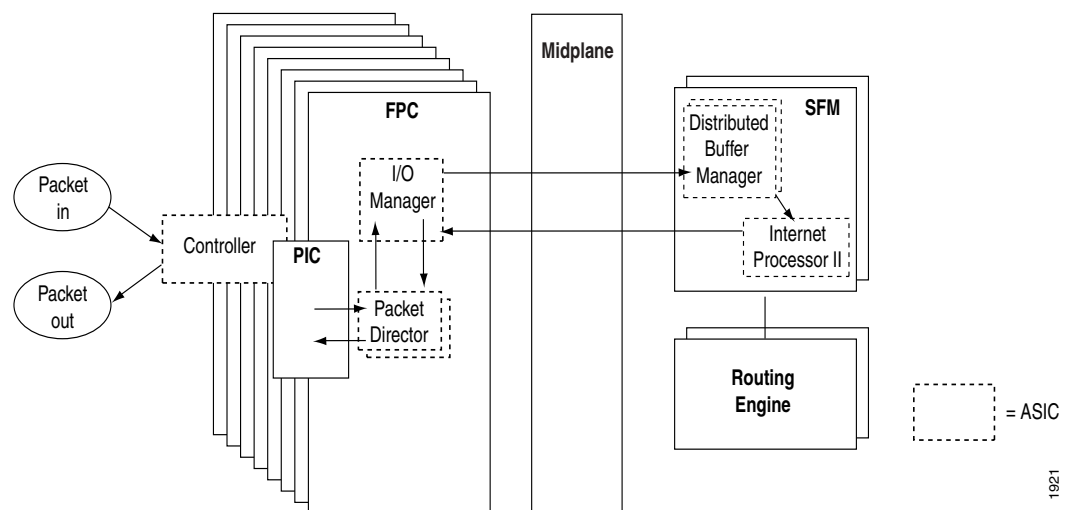 Midplane
FPC
SFM
Distributed
Buffer
Manager
I/O
Manager
Packet
in
Controller
PIC
Internet
Processor II
Packet
out
Packet
Director
Routing
Engine
= ASIC
1921